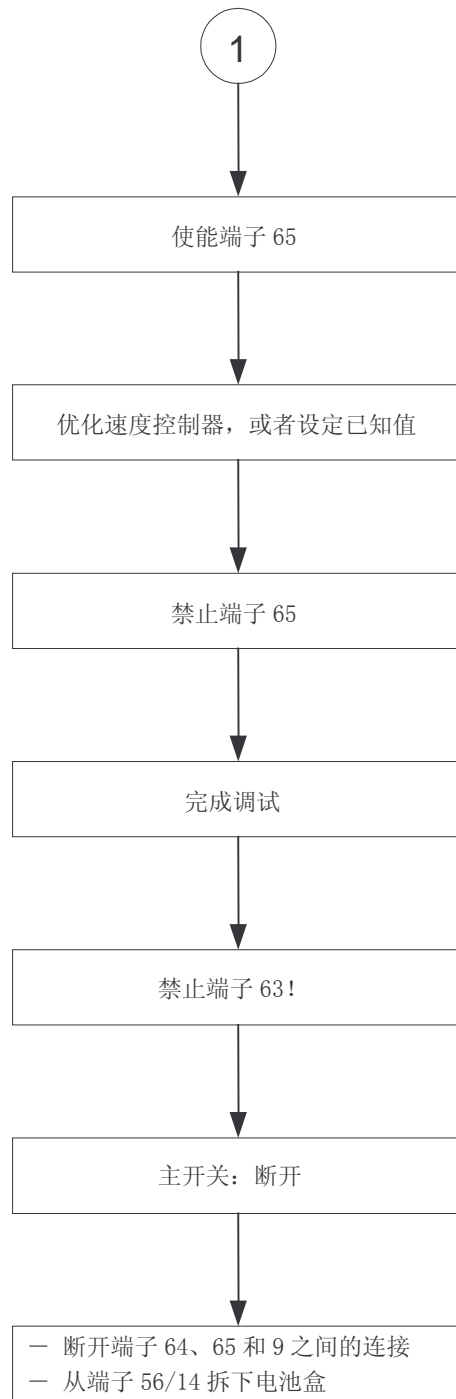 1
使能端子 65
优化速度控制器，或者设定已知值
禁止端子 65
完成调试
禁止端子 63!
主开关：断开
－ 断开端子 64、65 和 9 之间的连接
－ 从端子 56/14 拆下电池盒